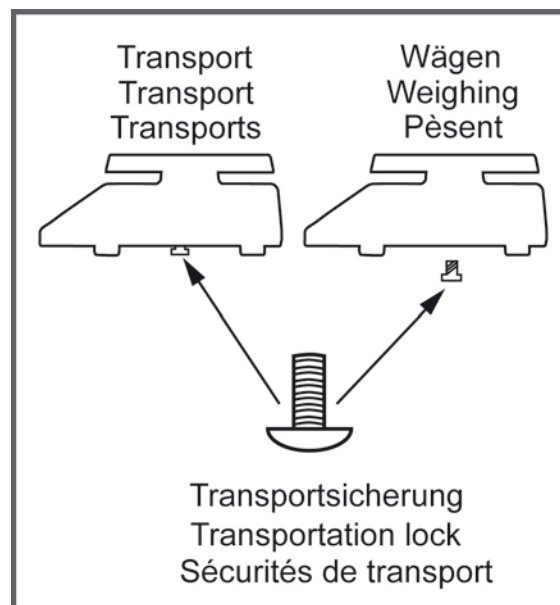 Transport
Transport
Transports
Wägen
Weighing
Pèsent
Transportsicherung
Transportation lock
Sécurités de transport